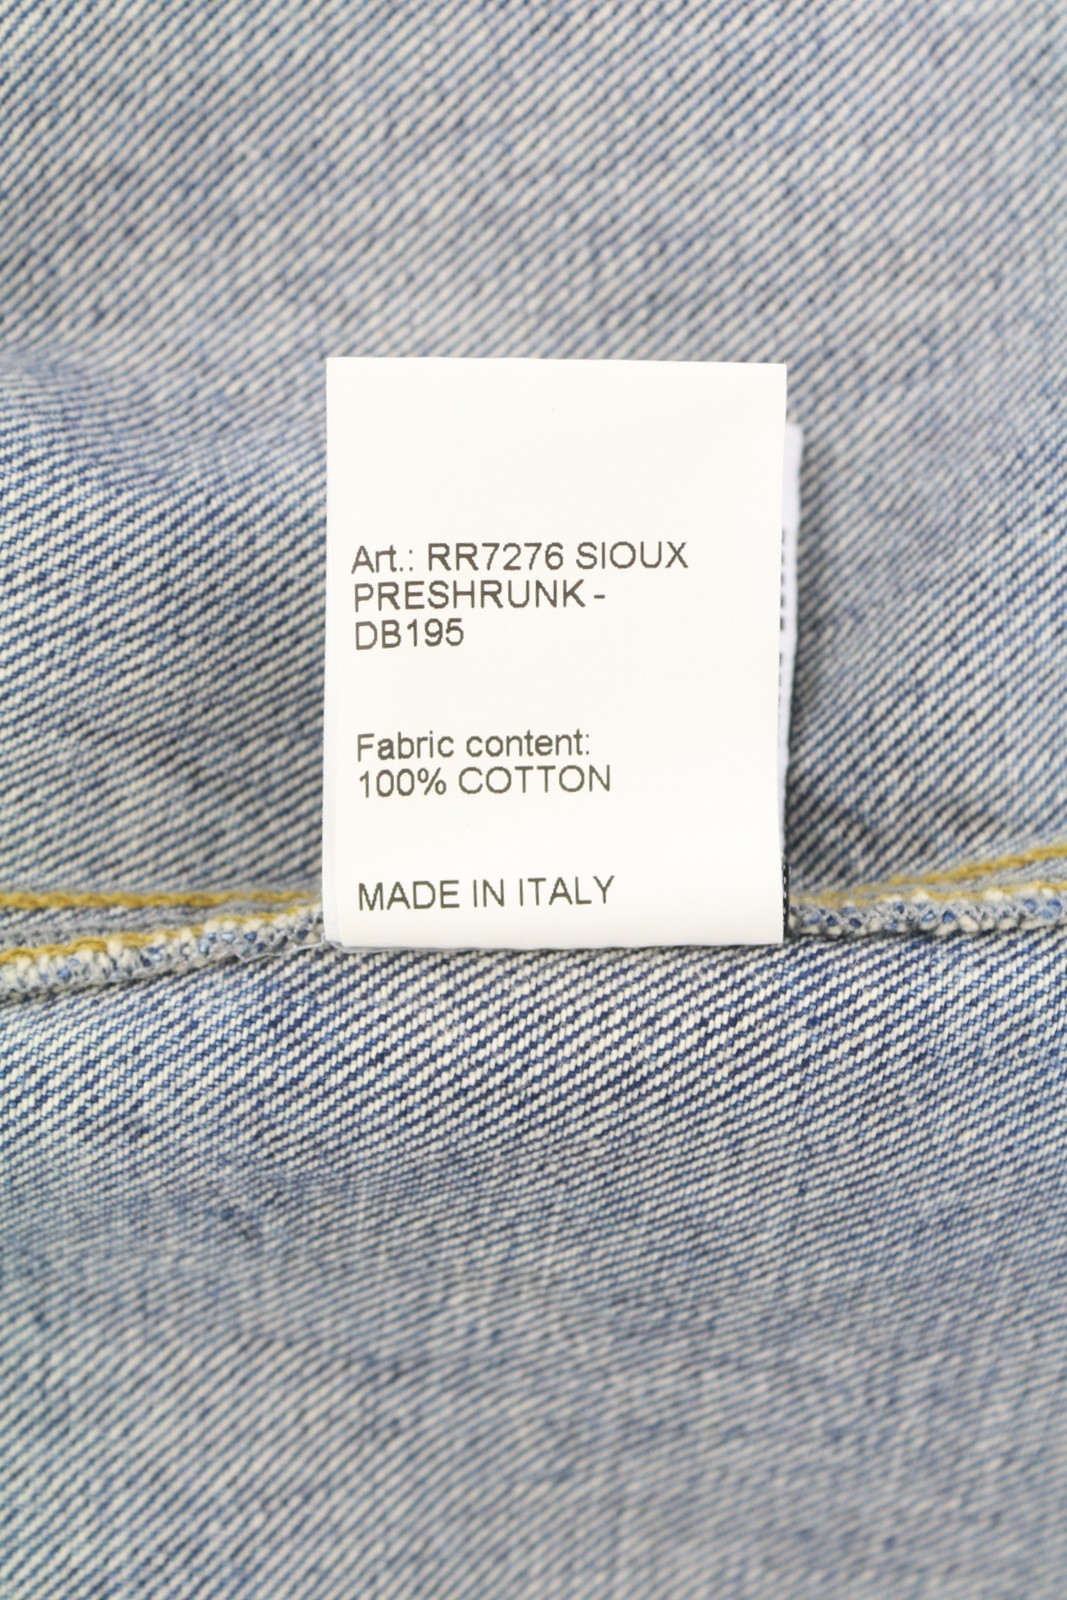 Art.: RR7276 SIOUX
PRESHRUNK -
DB195
Fabric content:
100% COTTON
MADE IN ITALY